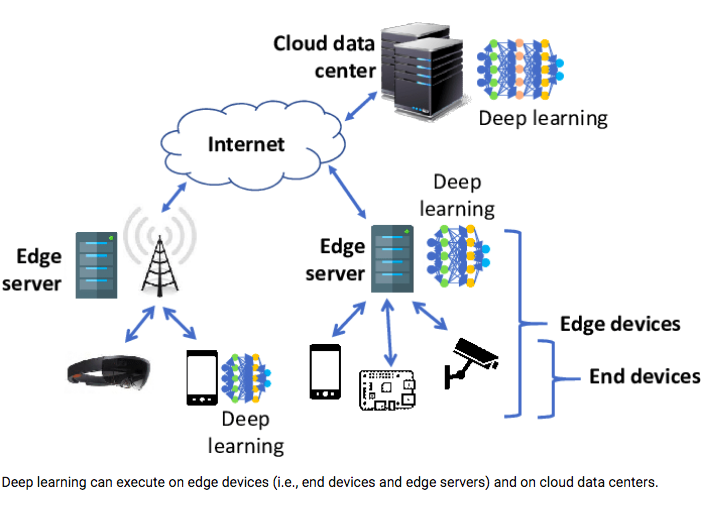 Cloud data
center
Deep learning
Internet
Deep
learning
Edge
server
Edge
server
Edge devices
End devices
Deep
learning
Deep learning can execute on edge devices (i.e., end devices and edge servers) and on cloud data centers.